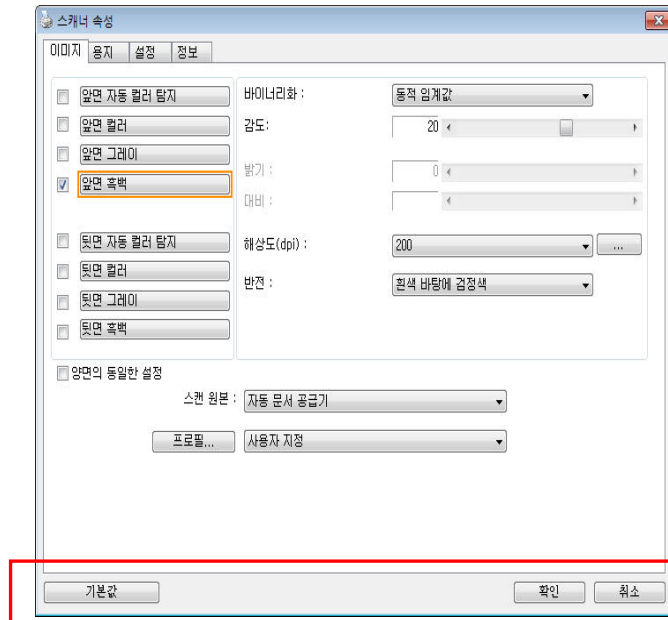 스캐너 속성
이미지 용지 설정 정보
앞면 자동 컬러 탐지
앞면 컬러
앞면 그레이
앞면 흑백
뒷면 자동 컬러 탐지
뒷면 컬러
뒷면 그레이
뒷면 흑백
바이너리화 : 동적 임계값
감도: 20
밝기 : 0
대비 :
해상도(dpi) : 200 ...
반전 : 흰색 바탕에 검정색
양면의 동일한 설정
스캔 원본 : 자동 문서 공급기
프로필... 사용자 지정
기본값 확인 취소